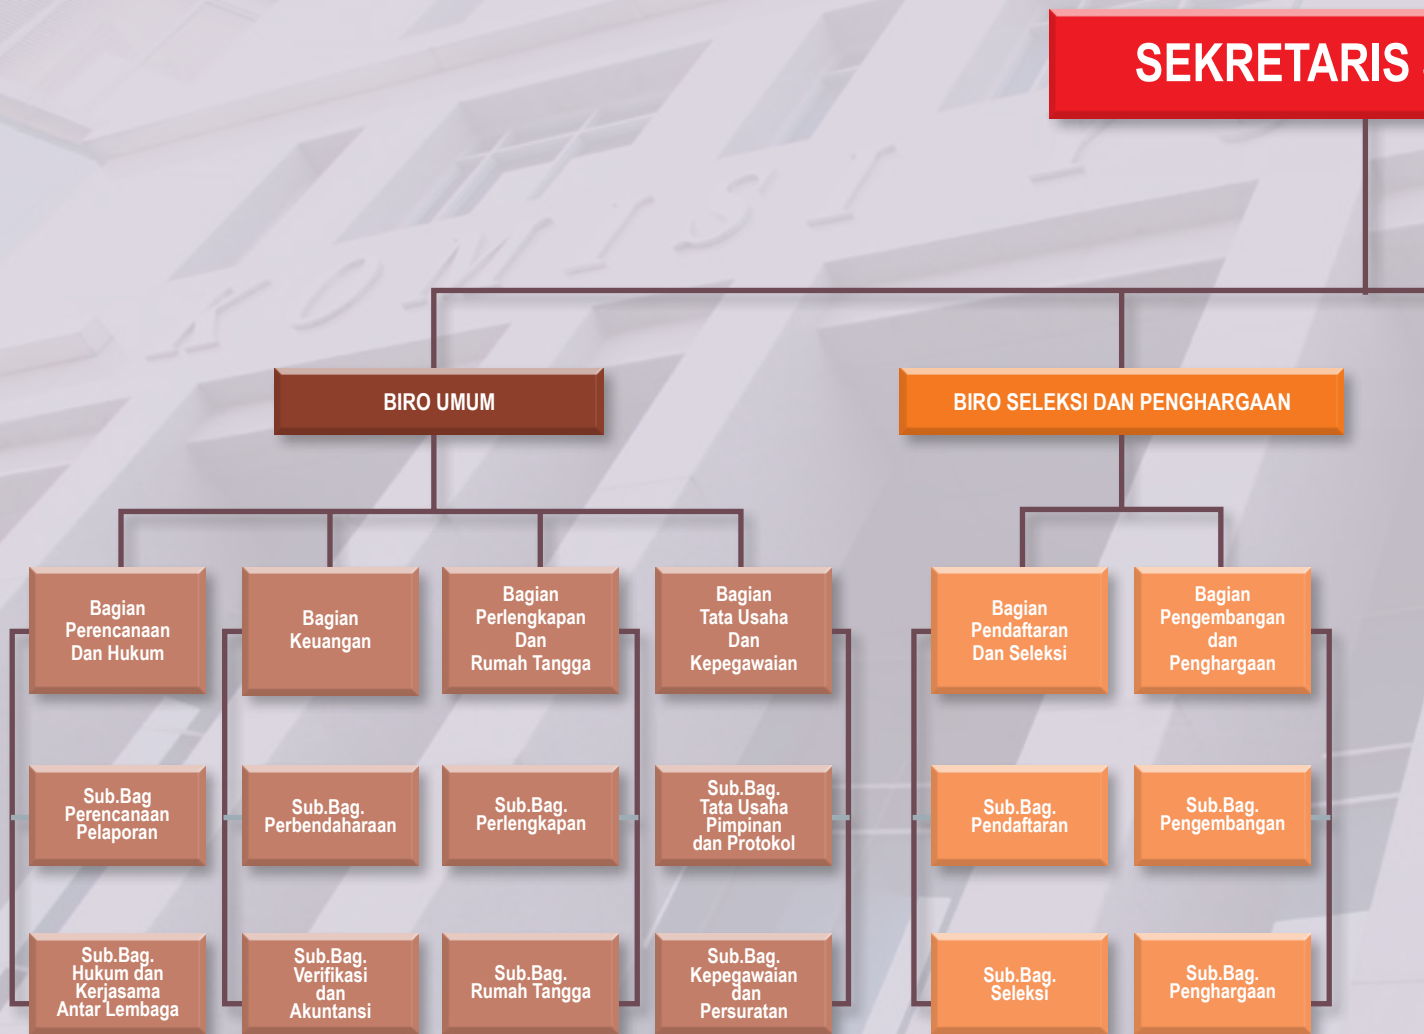 SEKRETARIS
KOMISI
BIRO UMUM
BIRO SELEKSI DAN PENGHARGAAN
Bagian
Perencanaan
Dan Hukum
Bagian
Keuangan
Bagian
Perlengkapan
Dan
Rumah Tangga
Bagian
Tata Usaha
Dan
Kepegawaian
Bagian
Pendaftaran
Dan Seleksi
Bagian
Pengembangan
dan
Penghargaan
Sub.Bag
Perencanaan
Pelaporan
Sub.Bag.
Perbendaharaan
Sub.Bag.
Perlengkapan
Sub.Bag.
Tata Usaha
Pimpinan
dan Protokol
Sub.Bag.
Pendaftaran
Sub.Bag.
Pengembangan
Sub.Bag.
Hukum dan
Kerjasama
Antar Lembaga
Sub.Bag.
Verifikasi
dan
Akuntansi
Sub.Bag.
Rumah Tangga
Sub.Bag.
Kepegawaian
dan
Persuratan
Sub.Bag.
Seleksi
Sub.Bag.
Penghargaan